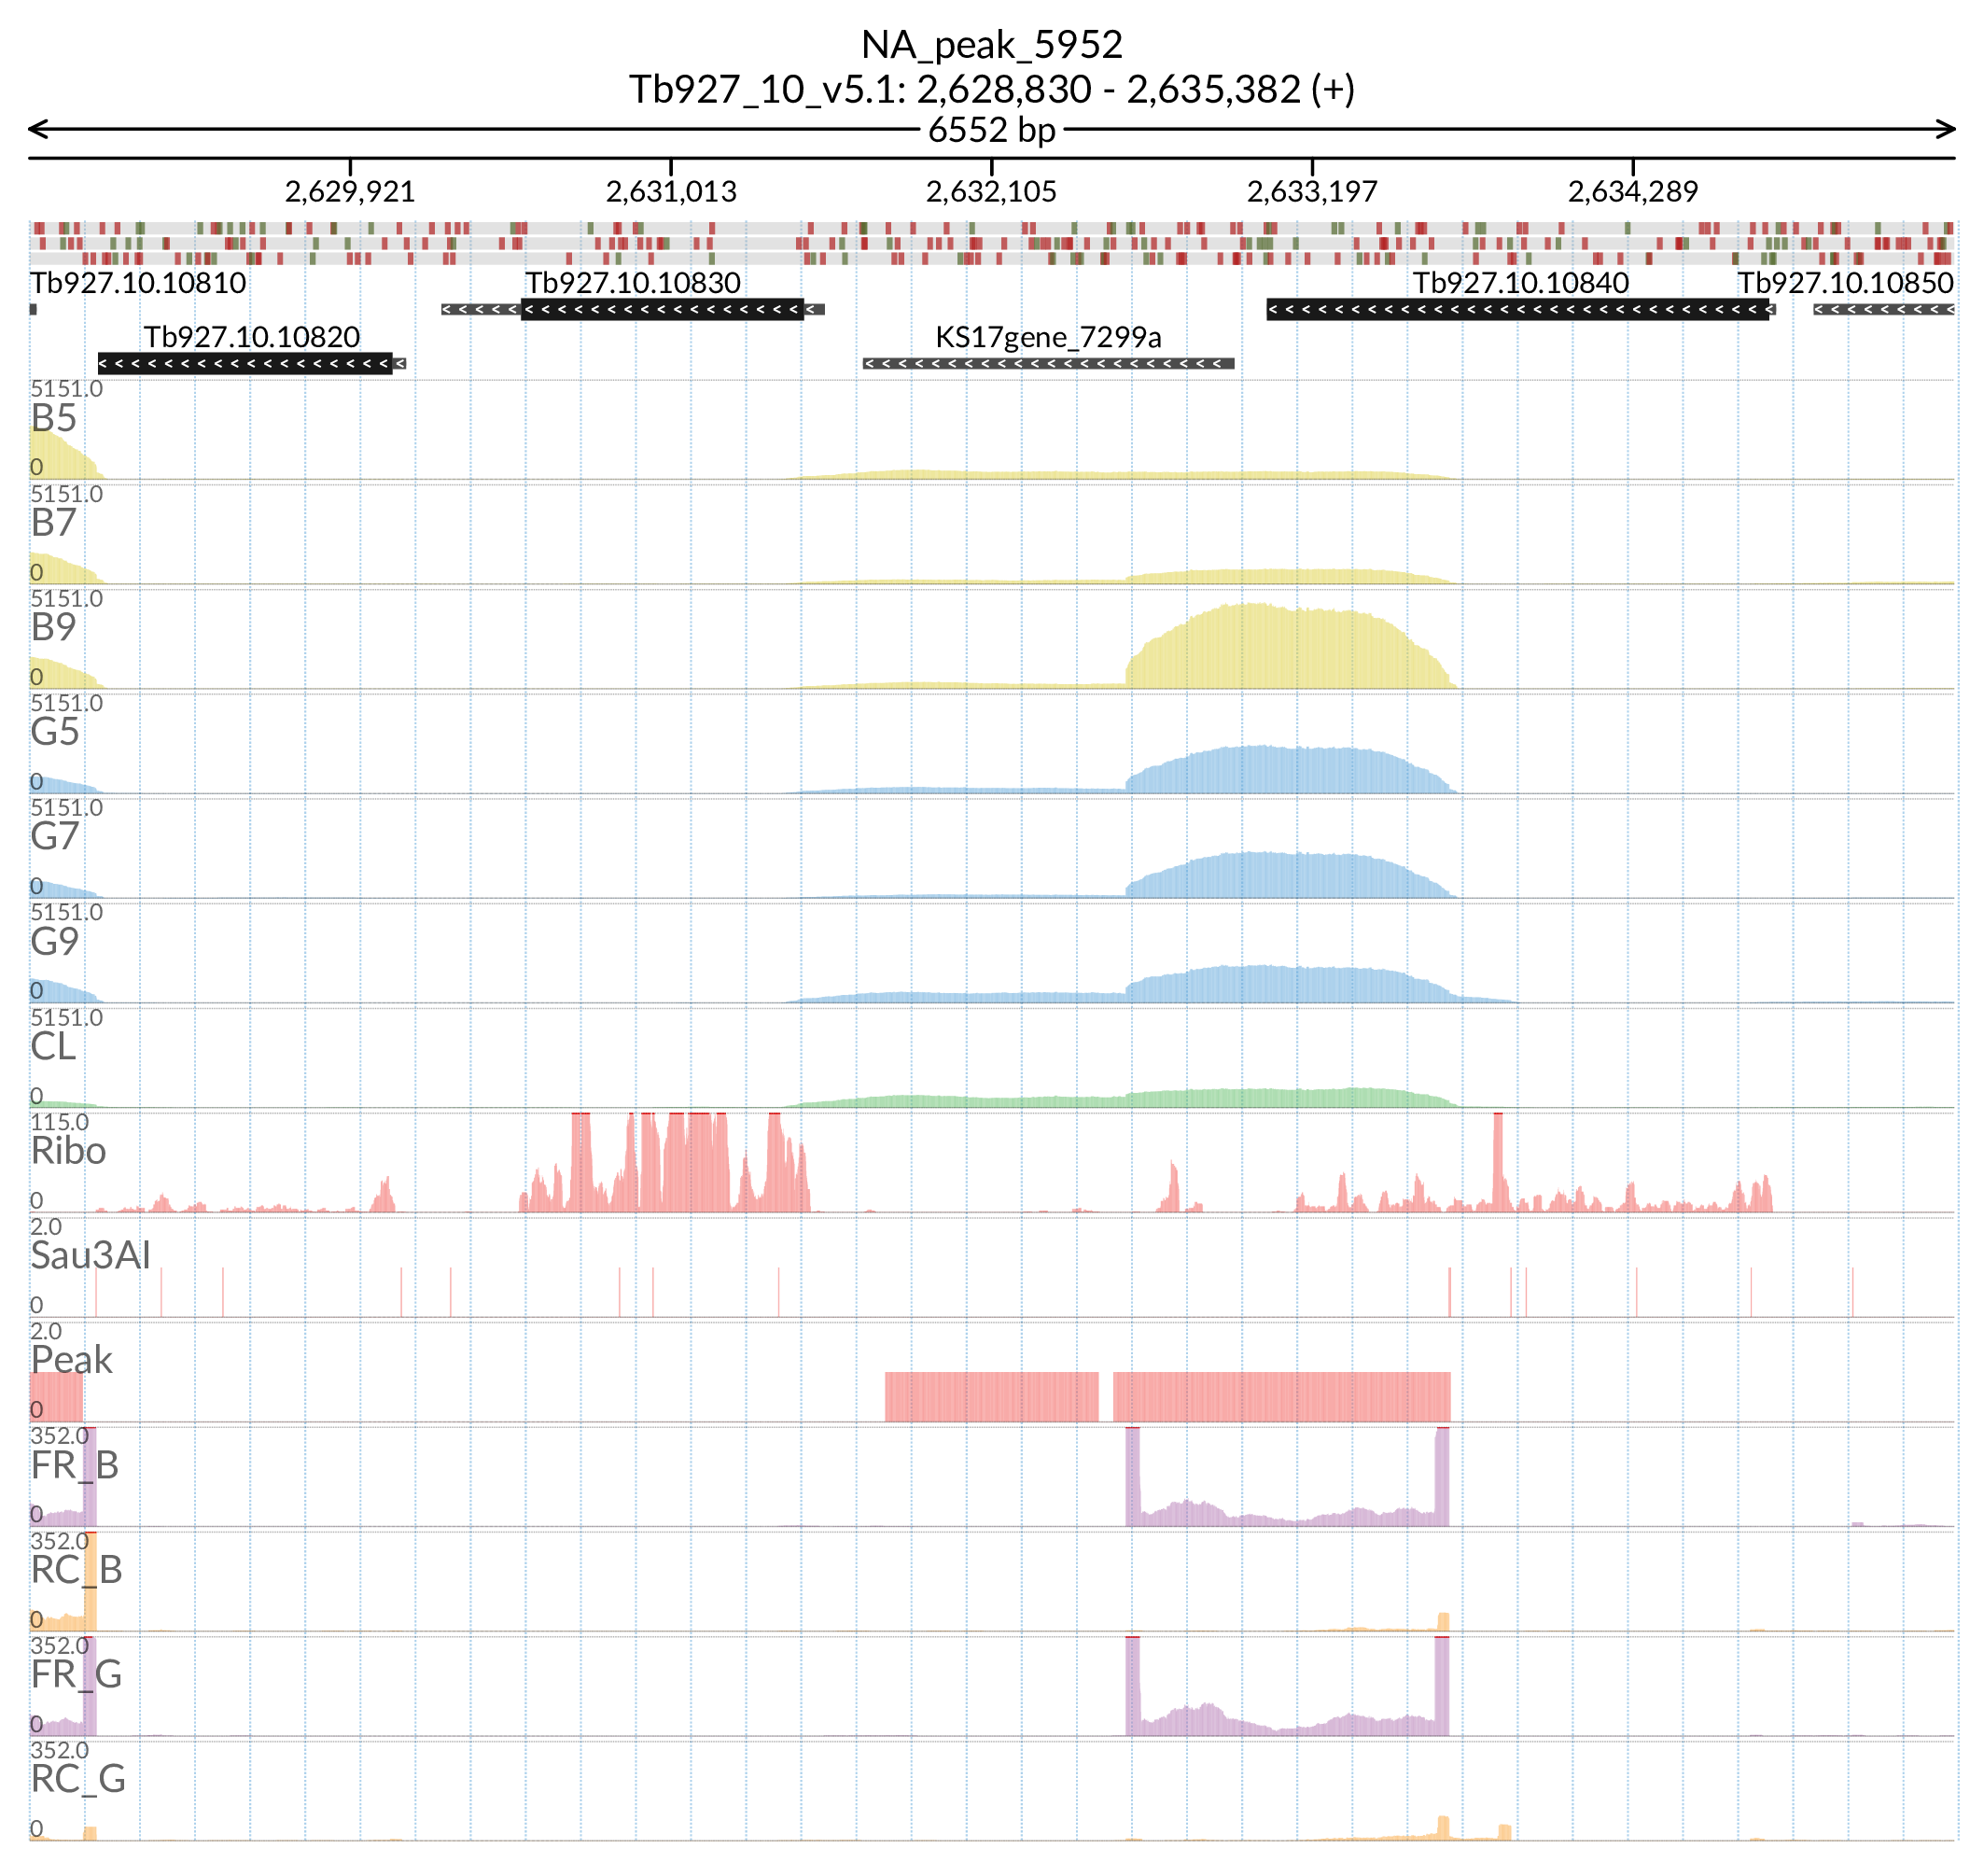 NA_peak_5952
Tb927_10_v5.1: 2,628,830 - 2,635,382 (+)
6552 bp
2,629,921 2,631,013 2,632,105 2,633,197 2,634,289
Tb927.10.10810 Tb927.10.10830 Tb927.10.10840 Tb927.10.10850
Tb927.10.10820 KS17gene_7299a
5151.0
B5
0
5151.0
B7
0
5151.0
B9
0
5151.0
G5
0
5151.0
G7
0
5151.0
G9
0
5151.0
CL
0
115.0
Ribo
0
2.0
Sau3AI
0
2.0
Peak
0
352.0
FR_B
0
352.0
RC_B
0
352.0
FR_G
0
352.0
RC_G
0